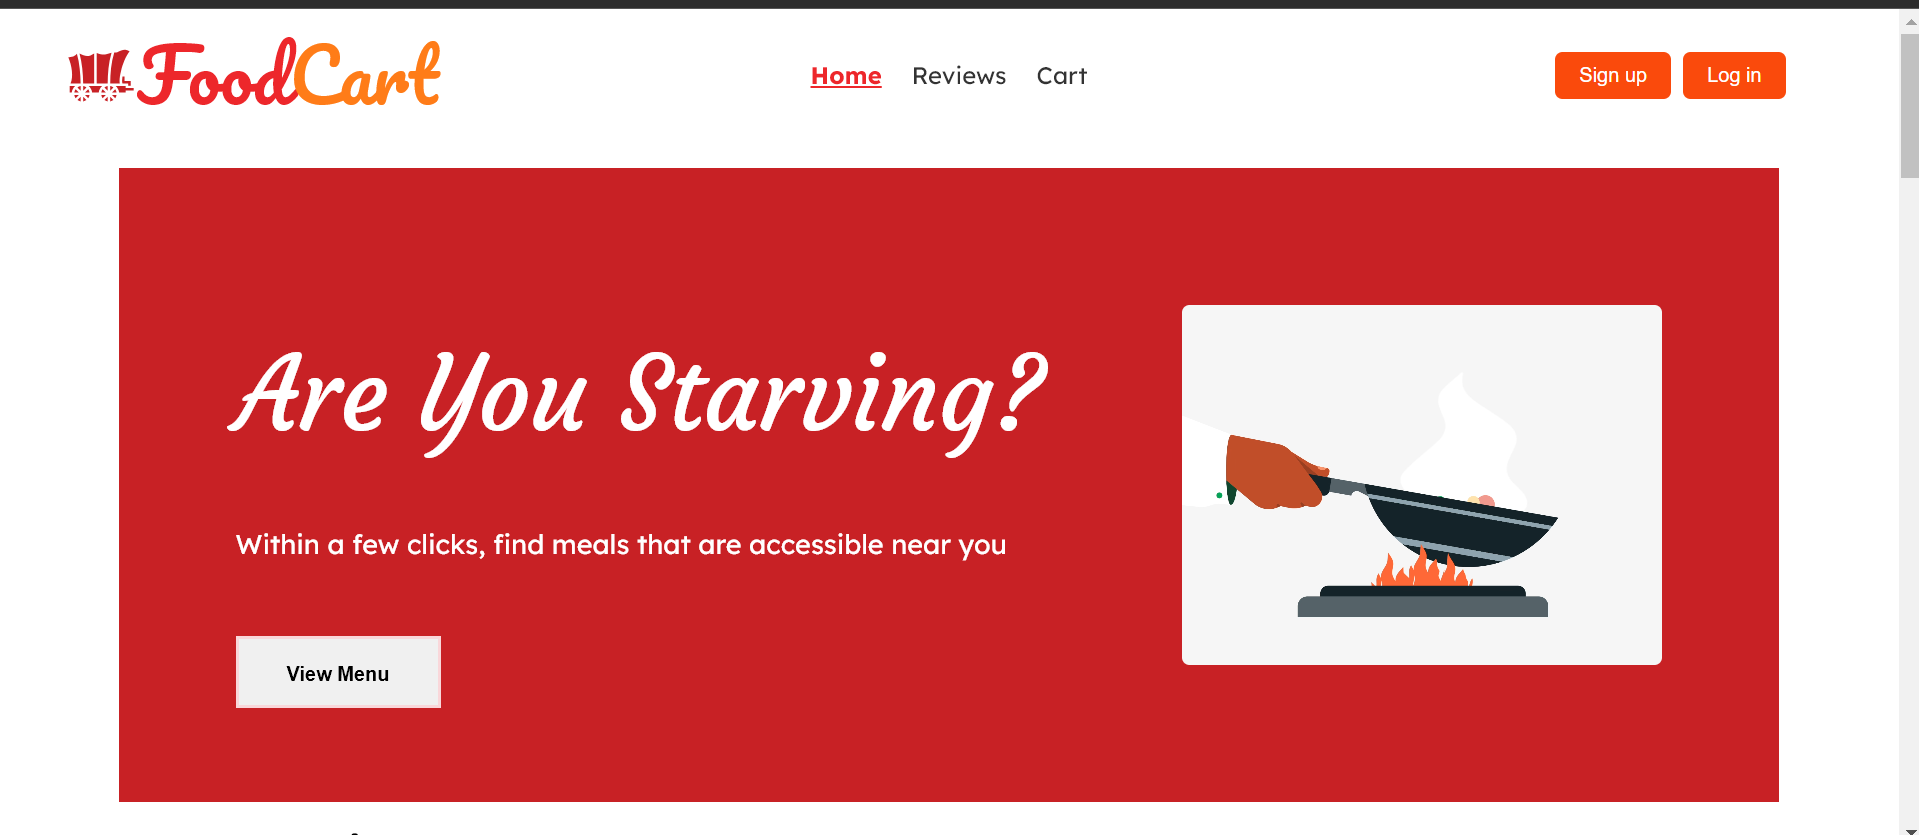 FoodCart
Home Reviews Cart
Sign up Log in
Are You Starving?
Within a few clicks, find meals that are accessible near you
View Menu